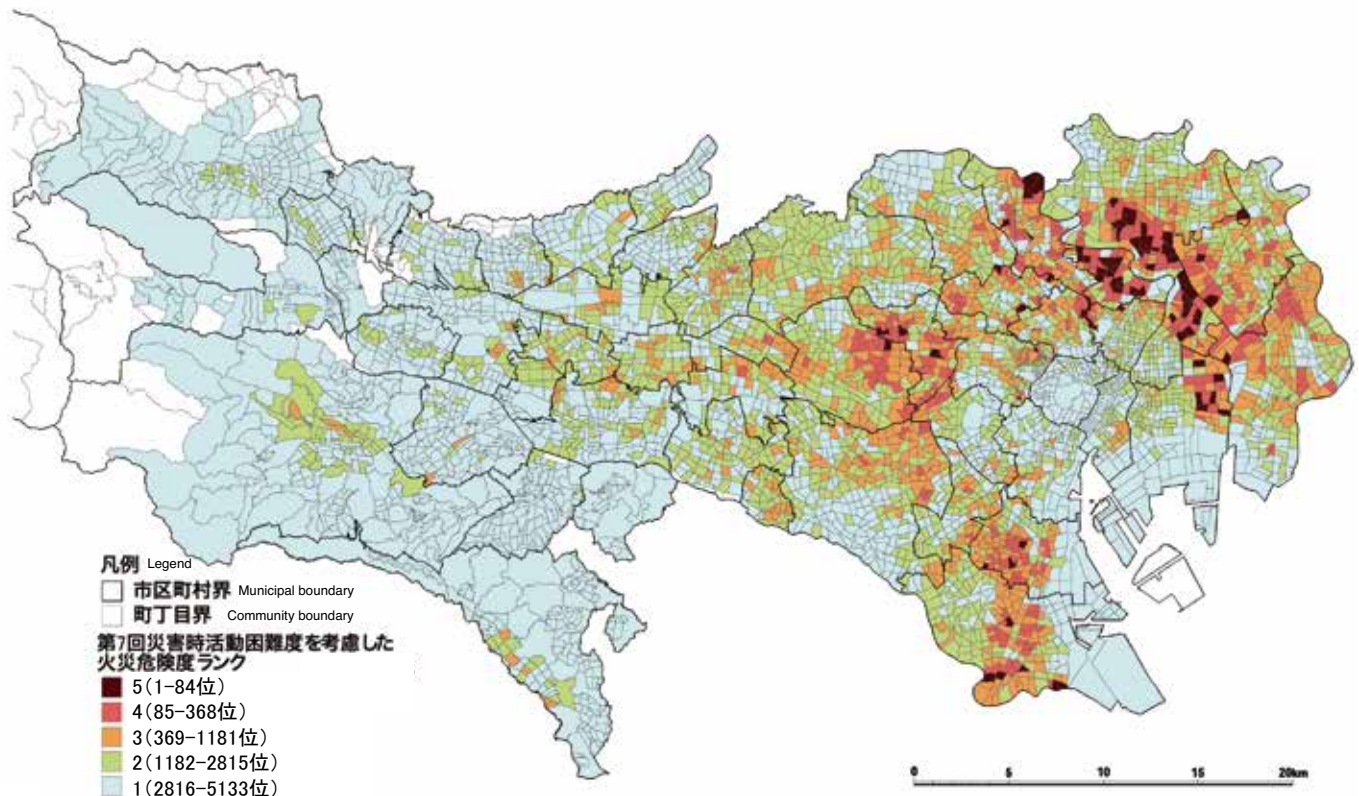 凡例 Legend
市区町村界 Municipal boundary
町丁目界 Community boundary
第7回災害時活動困難度を考慮した
火災危険度ランク
5(1-84位)
4(85-368位)
3(369-1181位)
2(1182-2815位)
1(2816-5133位)
0 5 10 15 20km